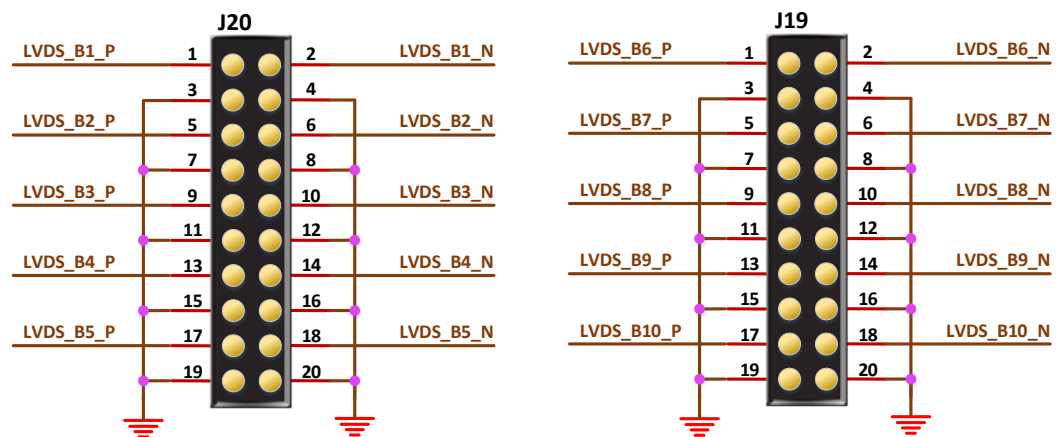 J20
LVDS_B1_P 1 2 LVDS_B1_N
3 4
LVDS_B2_P 5 6 LVDS_B2_N
7 8
LVDS_B3_P 9 10 LVDS_B3_N
11 12
LVDS_B4_P 13 14 LVDS_B4_N
15 16
LVDS_B5_P 17 18 LVDS_B5_N
19 20
J19
LVDS_B6_P 1 2 LVDS_B6_N
3 4
LVDS_B7_P 5 6 LVDS_B7_N
7 8
LVDS_B8_P 9 10 LVDS_B8_N
11 12
LVDS_B9_P 13 14 LVDS_B9_N
15 16
LVDS_B10_P 17 18 LVDS_B10_N
19 20